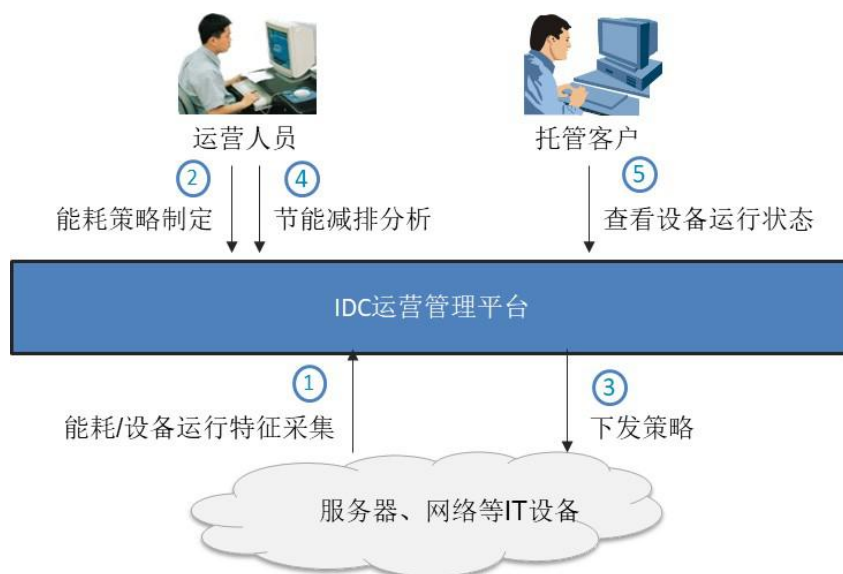 运营人员
托管客户
②
④
⑤
能耗策略制定
节能减排分析
查看设备运行状态
IDC运营管理平台
①
③
能耗/设备运行特征采集
下发策略
服务器、网络等IT设备